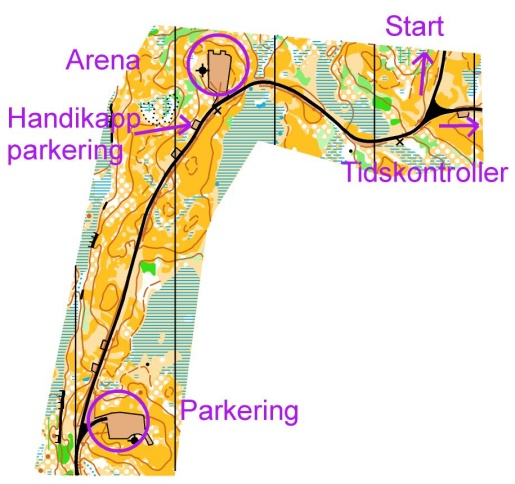 Start
Arena
Handikapp
parkering
Tidskontroller
Parkering